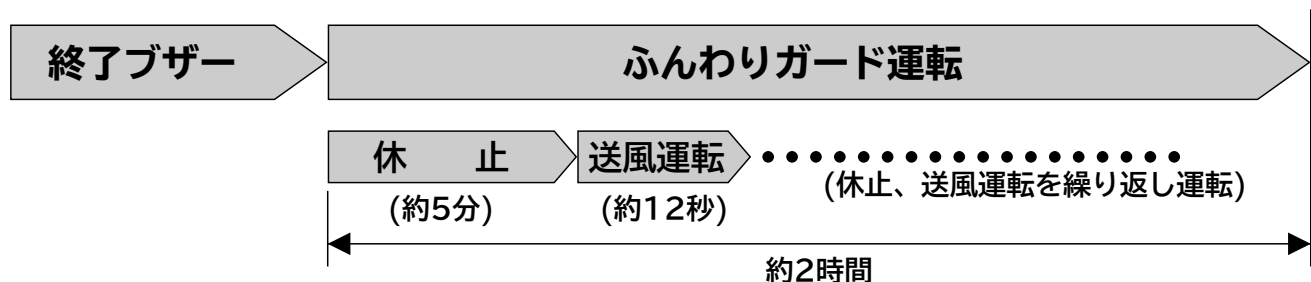 終了ブザー
ふんわりガード運転
休　止
送風運転
(約5分)
(約12秒)
(休止、送風運転を繰り返し運転)
約2時間